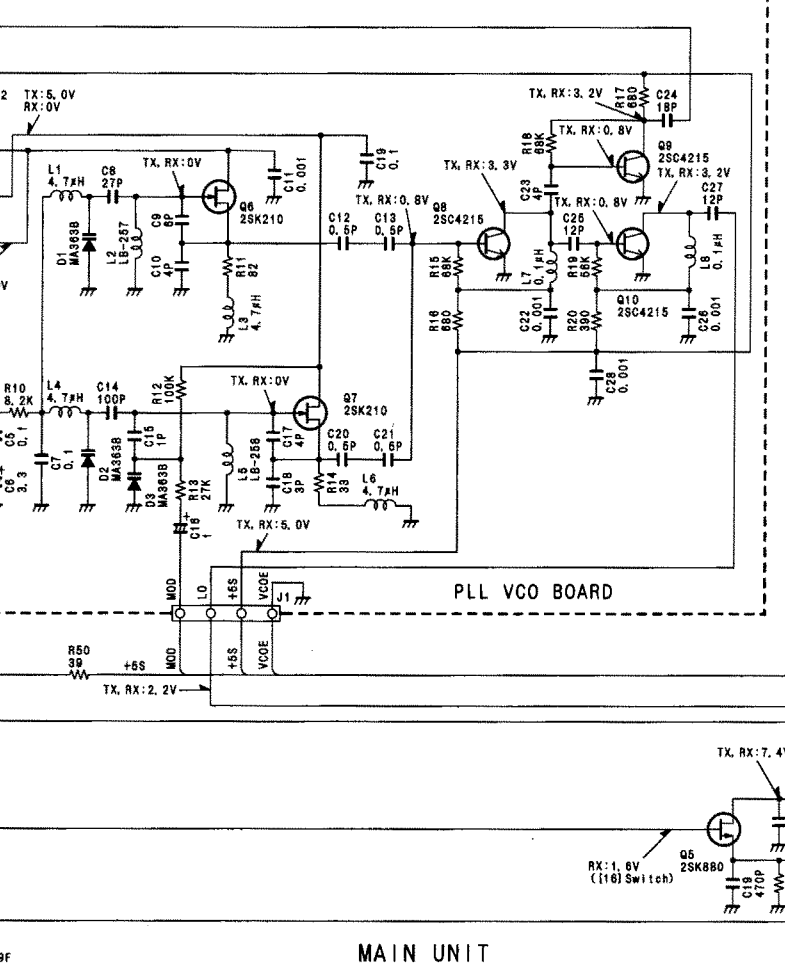 2 TX:5.0V
RX:0V
L1
4.7μH
C8
27P
TX, RX:0V
C11
0.001
C19
0.1
TX, RX:3.2V
R17
680
C24
18P
R18
68K
TX, RX:0.8V
Q9
2SC4215
TX, RX:3.3V
TX, RX:3.2V
C23
4P
TX, RX:0.8V
C27
12P
Q6
2SK210
C9
6P
C10
4P
D1
MA363B
L2
LB-257
R11
82
L3
4.7μH
C12
0.5P
C13
0.5P
TX, RX:0.8V
Q8
2SC4215
C25
12P
R15
68K
R16
680
L7
0.1μH
C22
0.001
R19
56K
R20
390
Q10
2SC4215
L8
0.1μH
C26
0.001
C28
0.001
V
R10
8.2K
L4
4.7μH
C14
100P
R12
100K
TX, RX:0V
Q7
2SK210
C5
0.1
C6
3.3
+
C7
0.1
D2
MA363B
C15
1P
D3
MA363B
R13
27K
L5
LB-258
C17
4P
C18
3P
C20
0.5P
C21
0.5P
R14
33
L6
4.7μH
+
C16
1
TX, RX:5.0V
MOD
LO
+5S
VCOE
J1
PLL VCO BOARD
R50
39
+5S
MOD
+5S
VCOE
TX, RX:2.2V
TX, RX:7.4V
RX:1.6V
([16] Switch)
Q5
2SK880
C19
470P
9F
MAIN UNIT